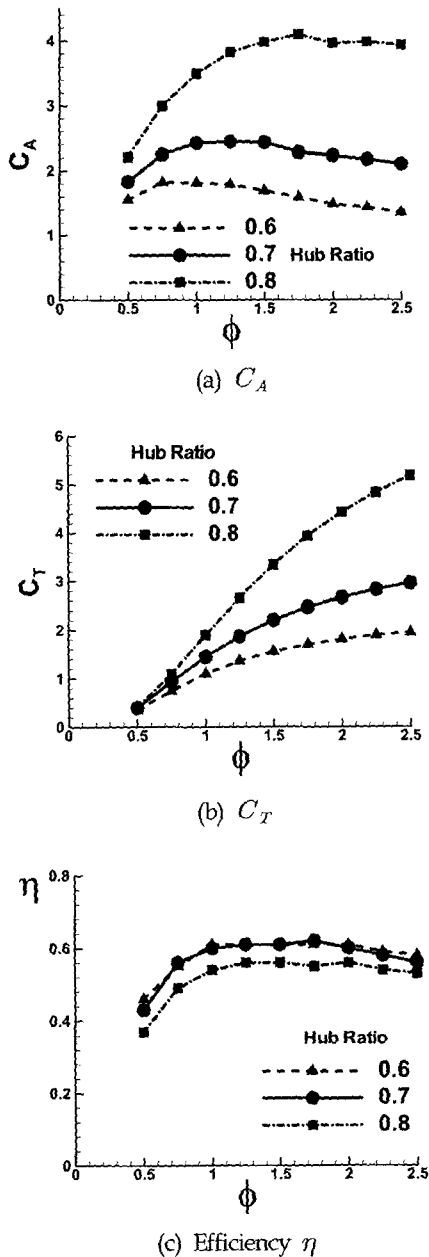 4
3
C_A
2
1
0
0.6
0.7 Hub Ratio
0.8
0 0.5 1 1.5 2 2.5
ϕ
(a) C_A
6
Hub Ratio
5
0.6
4
0.7
0.8
3
C_T
2
1
0
0 0.5 1 1.5 2 2.5
ϕ
(b) C_T
0.8
η
0.6
0.4
Hub Ratio
0.6
0.2
0.7
0.8
0
0 0.5 1 1.5 2 2.5
ϕ
(c) Efficiency η